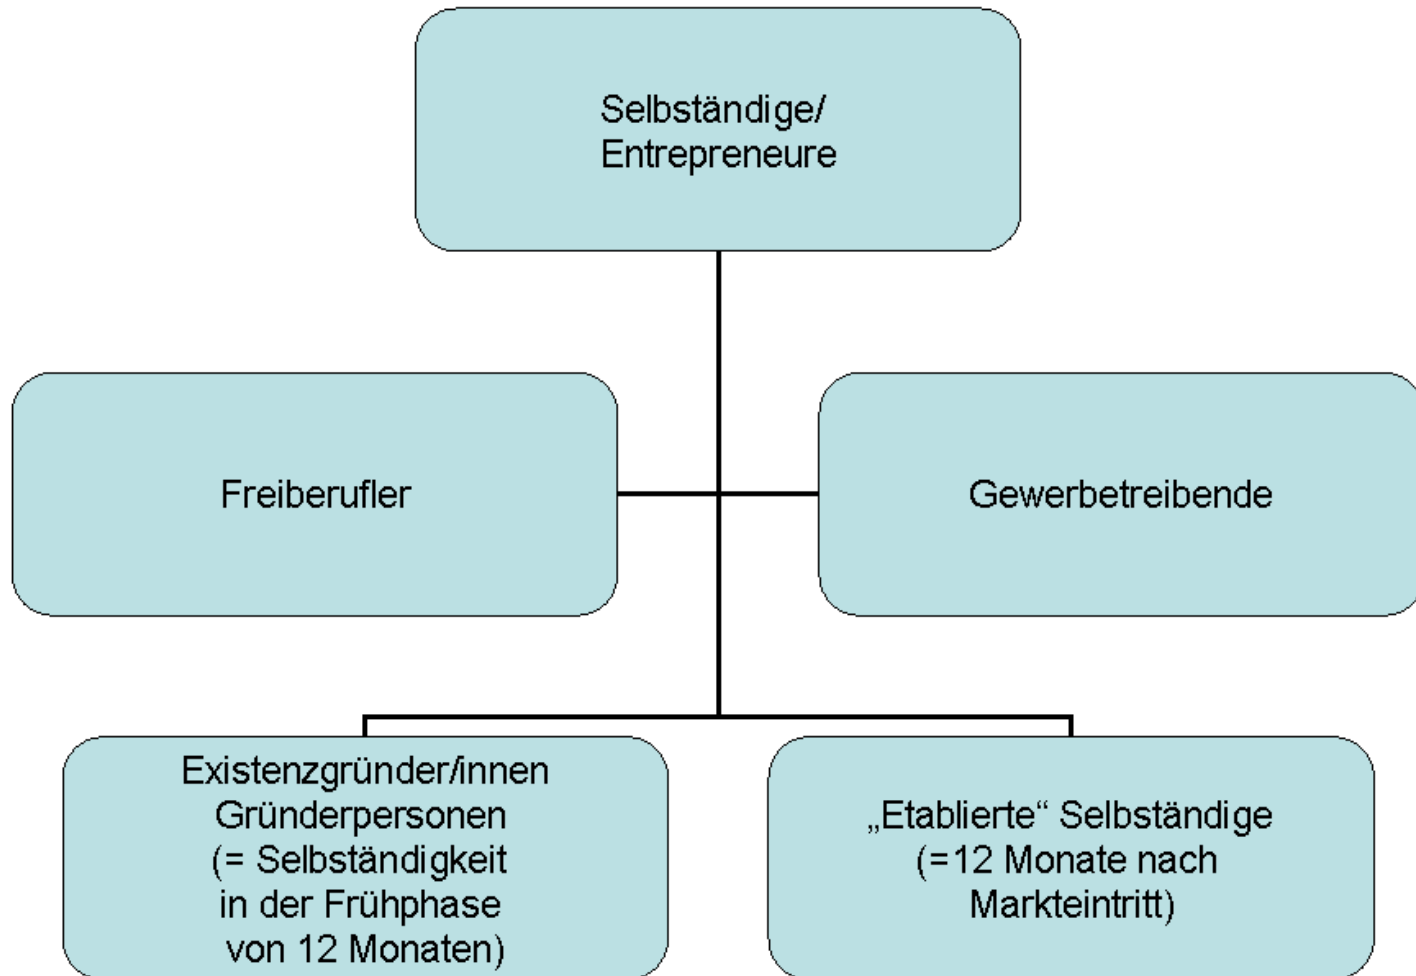 Selbständige/
Entrepreneure
Freiberufler
Gewerbetreibende
Existenzgründer/innen
Gründerpersonen
(= Selbständigkeit
in der Frühphase
von 12 Monaten)
„Etablierte“ Selbständige
(=12 Monate nach
Markteintritt)